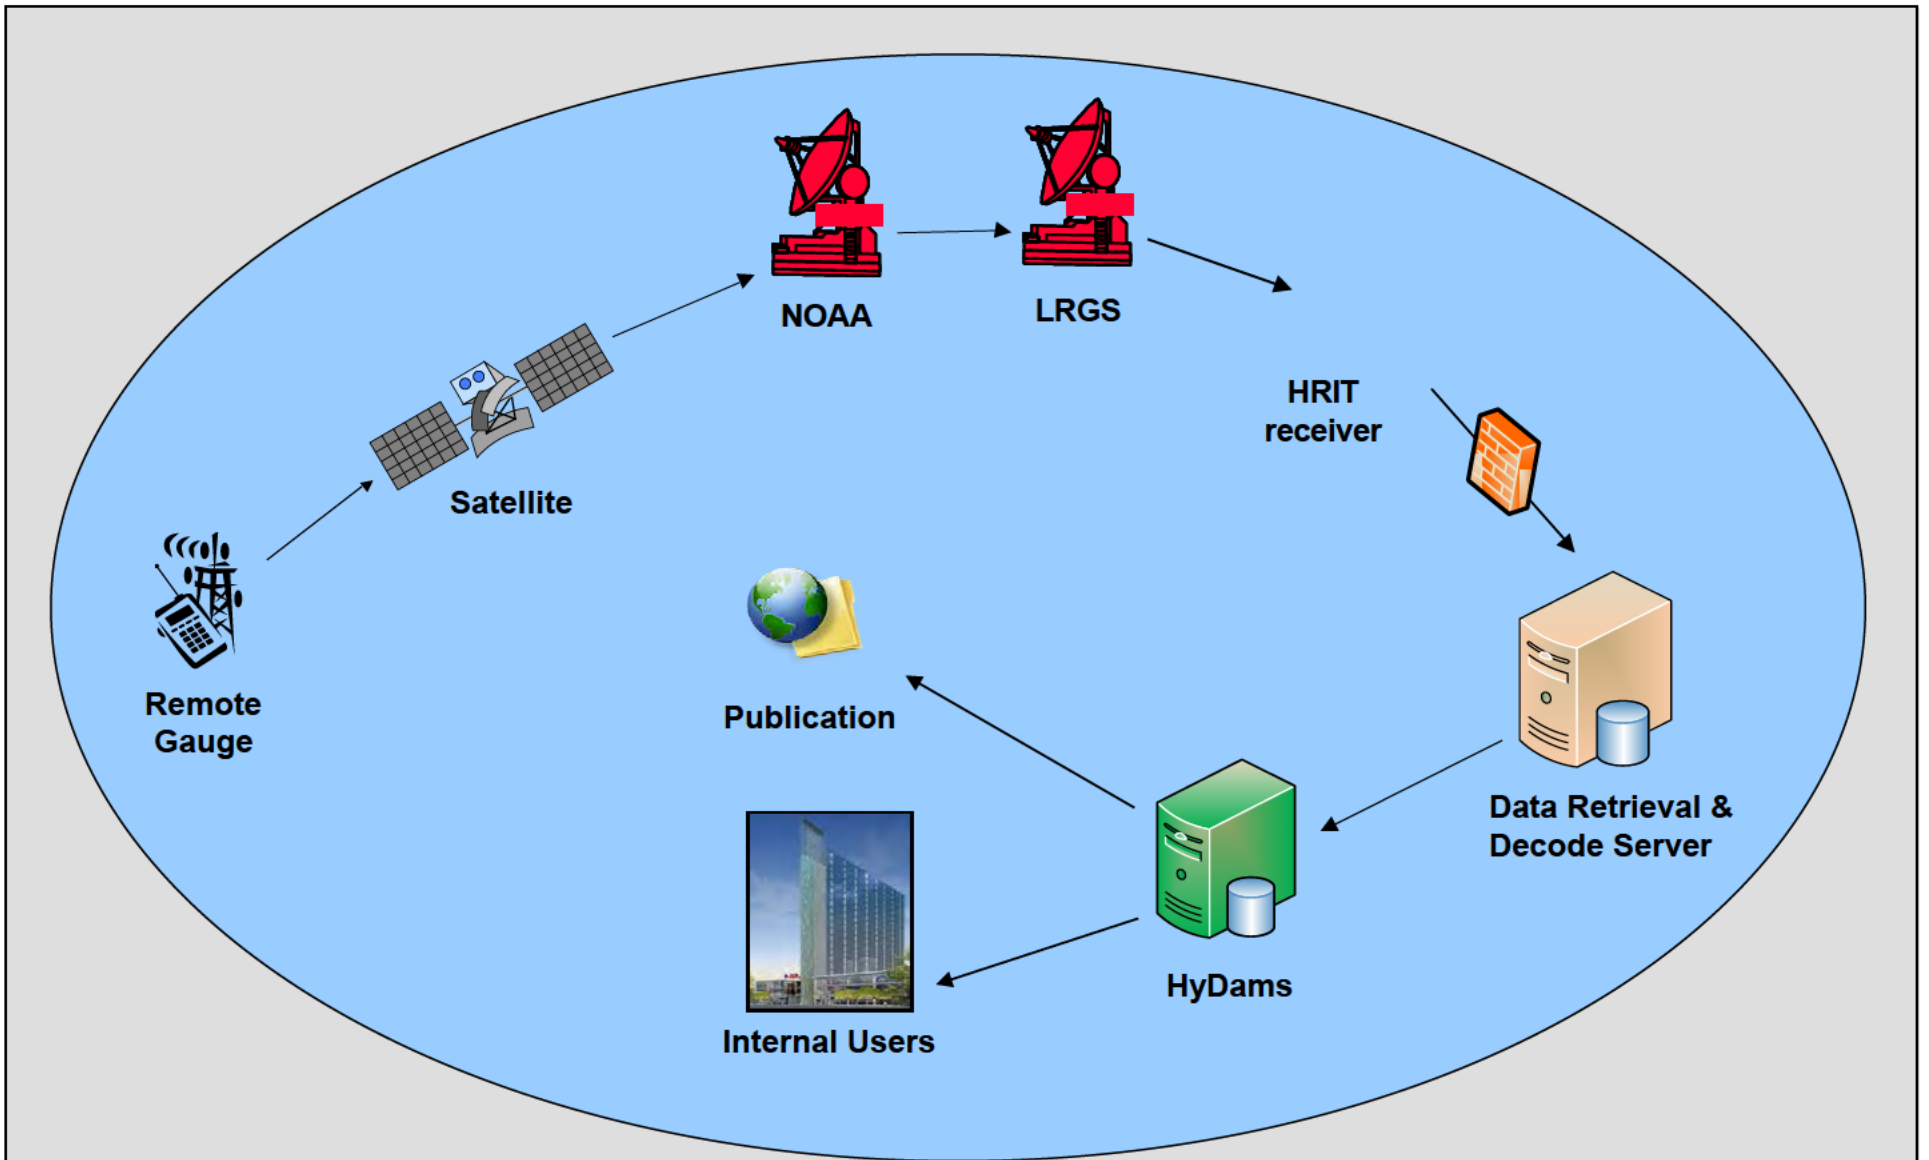 NOAA
LRGS
HRIT
receiver
Satellite
Remote
Gauge
Publication
Data Retrieval &
Decode Server
HyDams
Internal Users